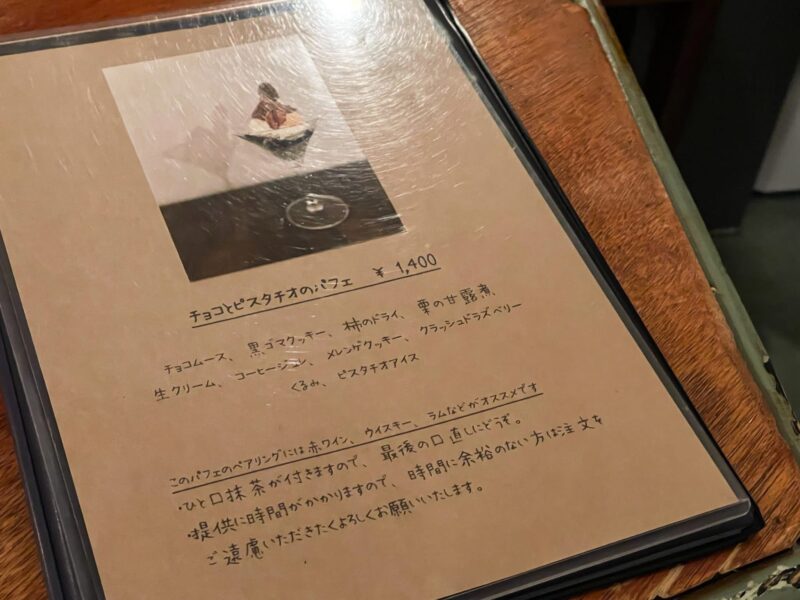 チョコとピスタチオのパフェ ¥1,400
チョコムース、黒ゴマクッキー、柿のドライ、栗の甘露煮、
生クリーム、コーヒージュレ、メレンゲクッキー、クラッシュドラズベリー
くるみ、ピスタチオアイス
このパフェのペアリングには赤ワイン、ウイスキー、ラムなどがオススメです
・ひと口抹茶が付きますので、最後の口直しにどうぞ。
・提供に時間がかかりますので、時間に余裕のない方は注文を
ご遠慮いただきたくよろしくお願いいたします。